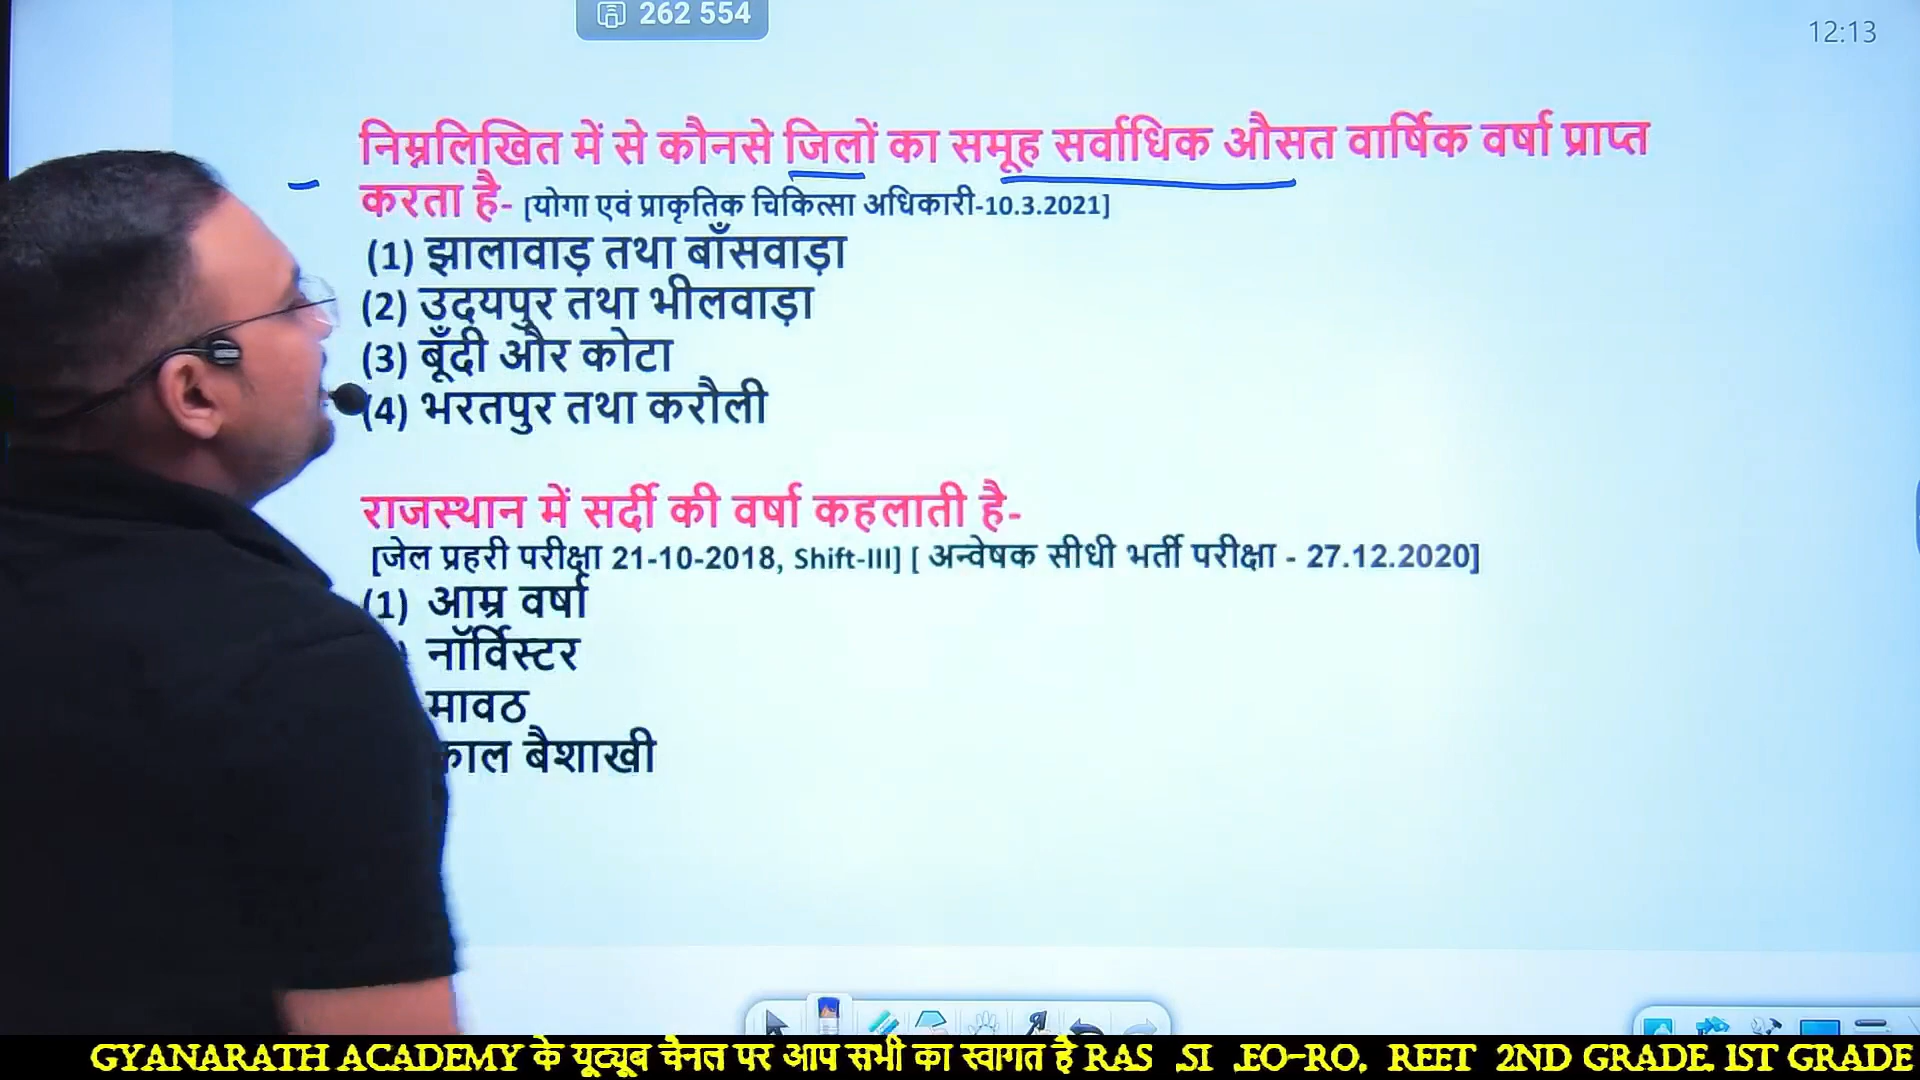 262 554
12:13
निम्नलिखित में से कौनसे जिलों का समूह सर्वाधिक औसत वार्षिक वर्षा प्राप्त
करता है- [योगा एवं प्राकृतिक चिकित्सा अधिकारी-10.3.2021]
(1) झालावाड़ तथा बाँसवाड़ा
(2) उदयपुर तथा भीलवाड़ा
(3) बूँदी और कोटा
(4) भरतपुर तथा करौली
राजस्थान में सर्दी की वर्षा कहलाती है-
[जेल प्रहरी परीक्षा 21-10-2018, Shift-III] [ अन्वेषक सीधी भर्ती परीक्षा - 27.12.2020]
(1) आम्र वर्षा
नॉर्विस्टर
मावठ
काल बैशाखी
GYANARATH ACADEMY के यूट्यूब चैनल पर आप सभी का स्वागत है RAS ,SI ,EO-RO, REET 2ND GRADE, 1ST GRADE